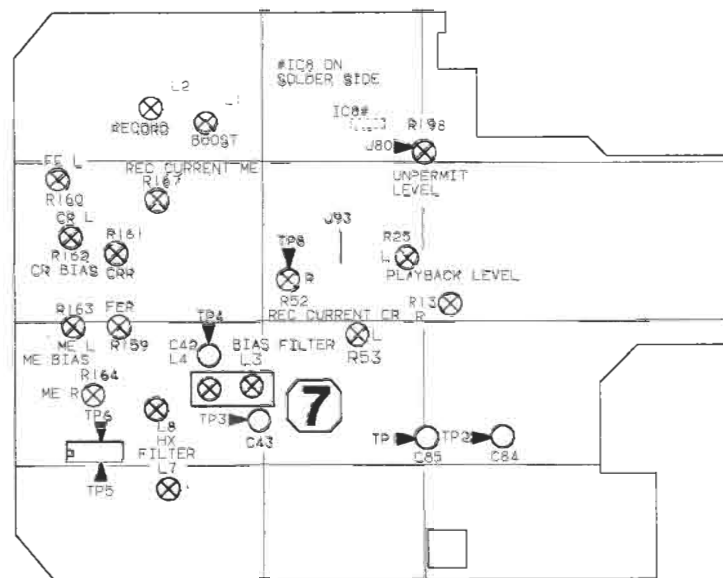 L2
#IC8 ON
SOLDER SIDE
L1
RECORD
BOOST
IC8#
R198
J80
UNPERMIT
LEVEL
FE L
REC CURRENT ME
R167
R160
CR L
R161
J93
R25
TP8
L
R162
CR BIAS
CRR
PLAYBACK LEVEL
R
R52
R13
R
R163
FER
TP4
REC CURRENT CR
ME L
R159
C42
BIAS FILTER
L
ME BIAS
L4
L3
R53
R164
ME R
TP6
7
TP3
L8
C43
HX
FILTER
TP
TP2
L7
C85
C84
TP5